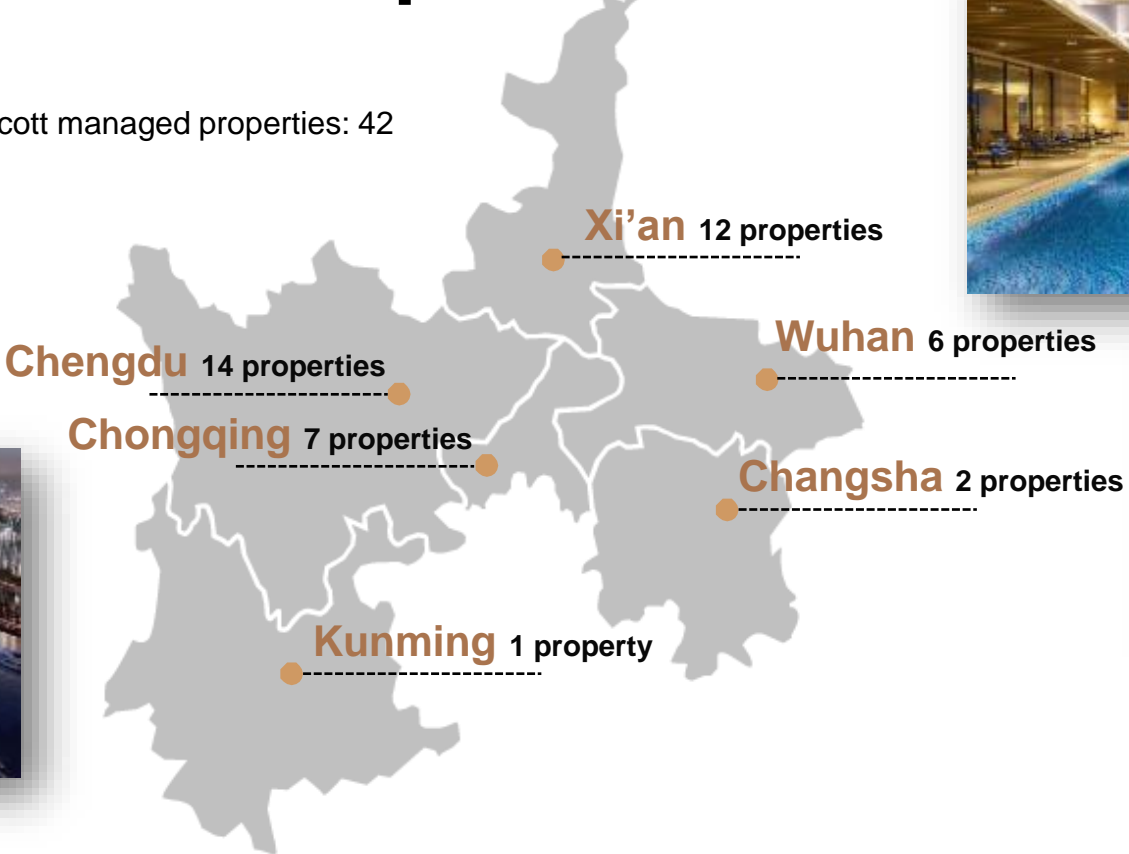 cott managed properties: 42
Xi’an 12 properties
Wuhan 6 properties
Chengdu 14 properties
Chongqing 7 properties
Changsha 2 properties
Kunming 1 property